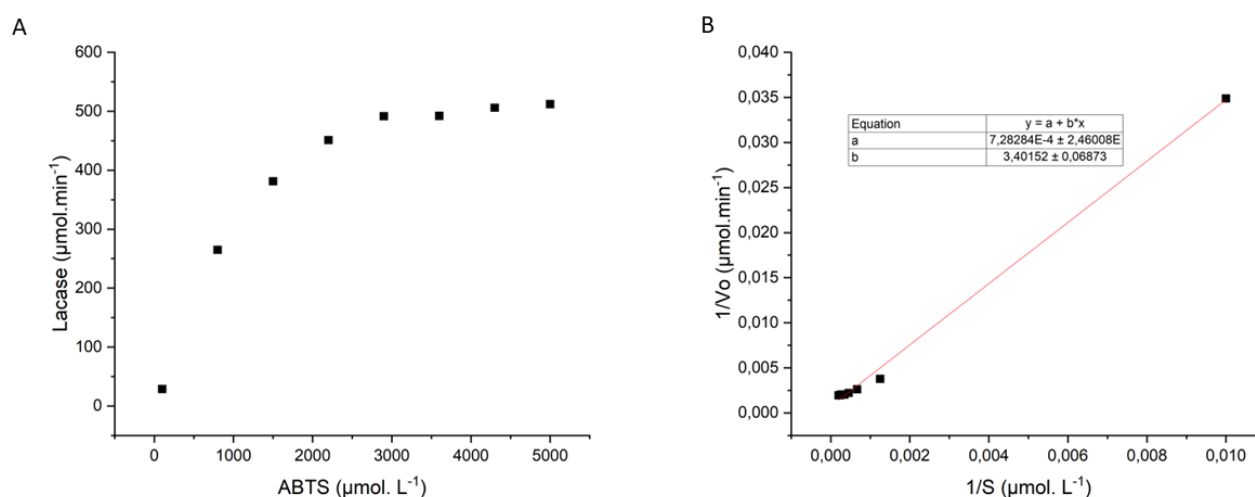 A
Lacase (µmol.min⁻¹)
600
500
400
300
200
100
0
0 1000 2000 3000 4000 5000
ABTS (µmol. L⁻¹)
B
1/Vo (µmol.min⁻¹)
0,040
0,035
0,030
0,025
0,020
0,015
0,010
0,005
0,000
Equation y = a + b*x
a 7,28284E-4 ± 2,46008E
b 3,40152 ± 0,06873
0,000 0,002 0,004 0,006 0,008 0,010
1/S (µmol. L⁻¹)